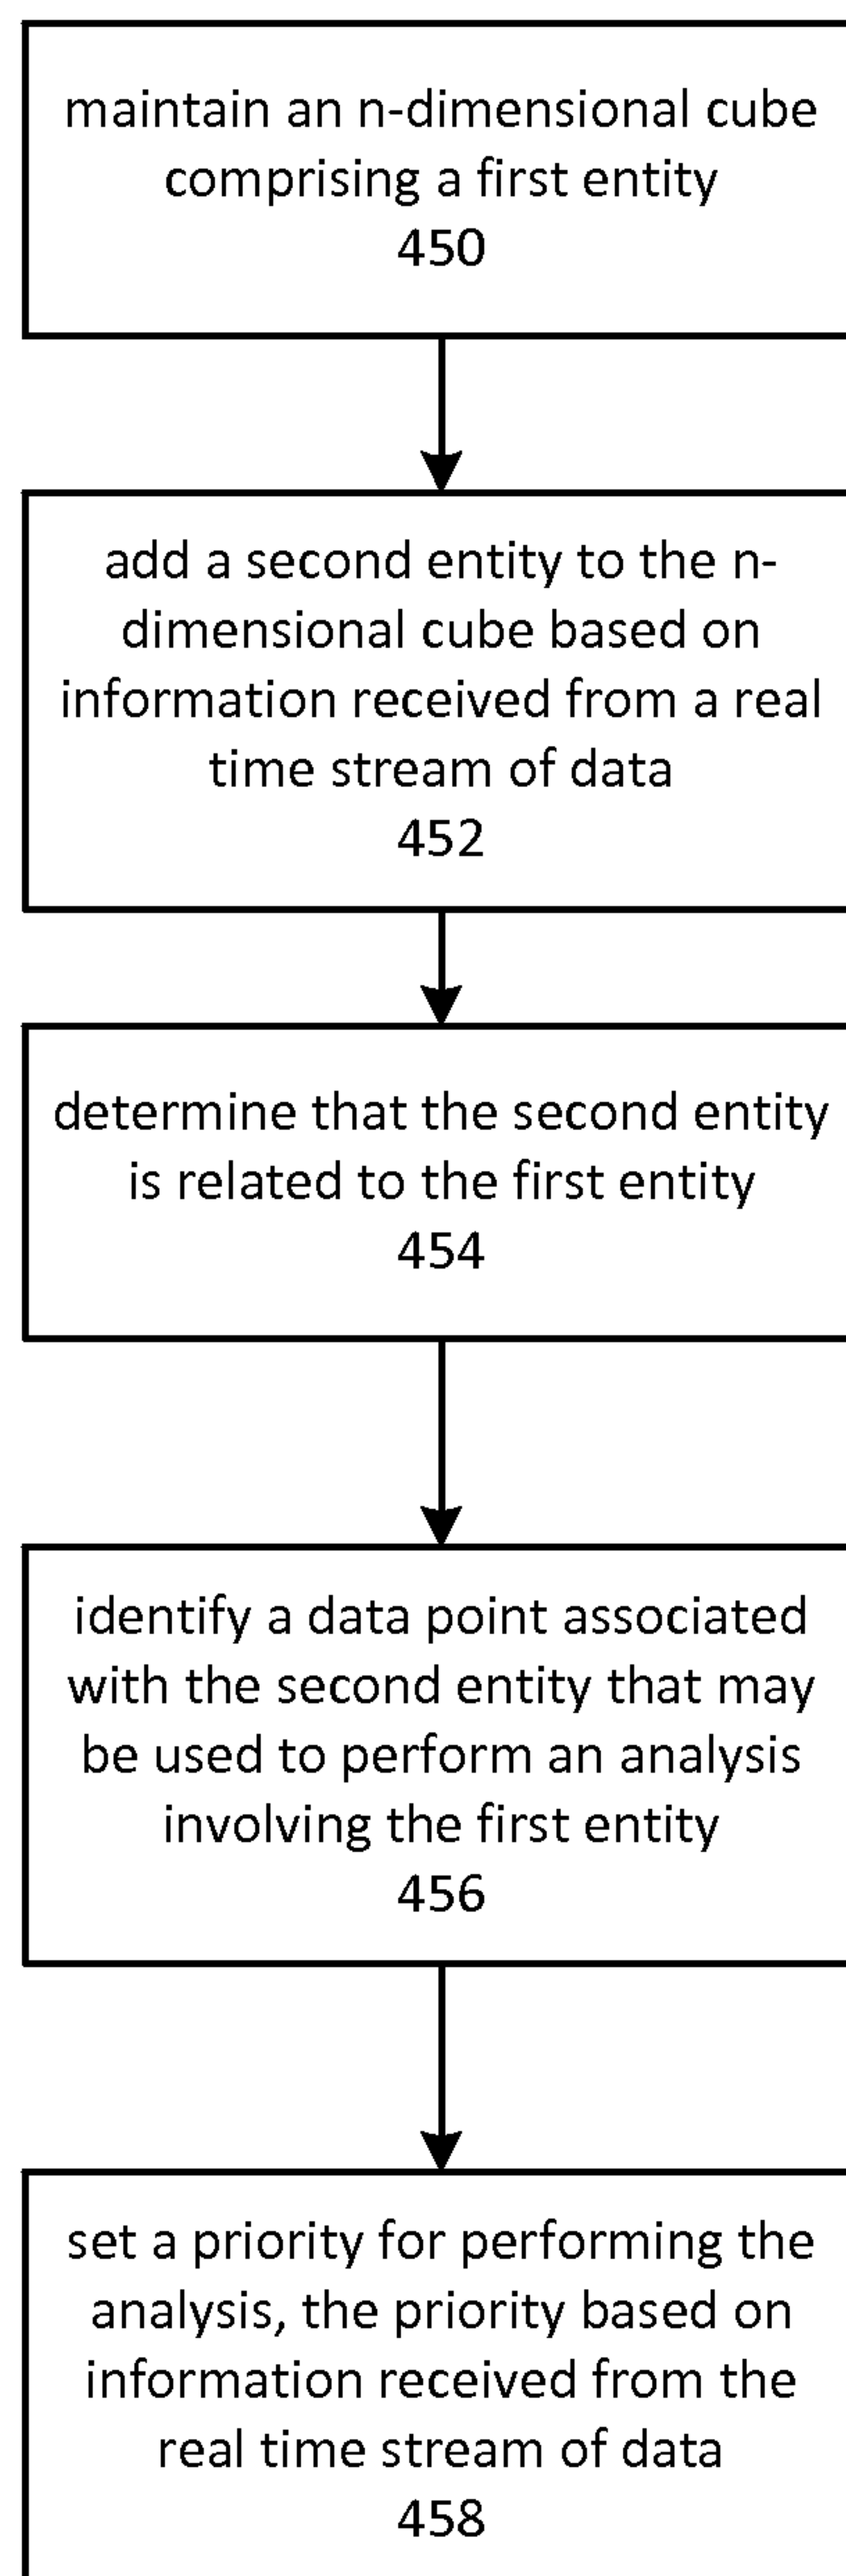 maintain an n-dimensional cube
comprising a first entity
450
add a second entity to the n-
dimensional cube based on
information received from a real
time stream of data
452
determine that the second entity
is related to the first entity
454
identify a data point associated
with the second entity that may
be used to perform an analysis
involving the first entity
456
set a priority for performing the
analysis, the priority based on
information received from the
real time stream of data
458